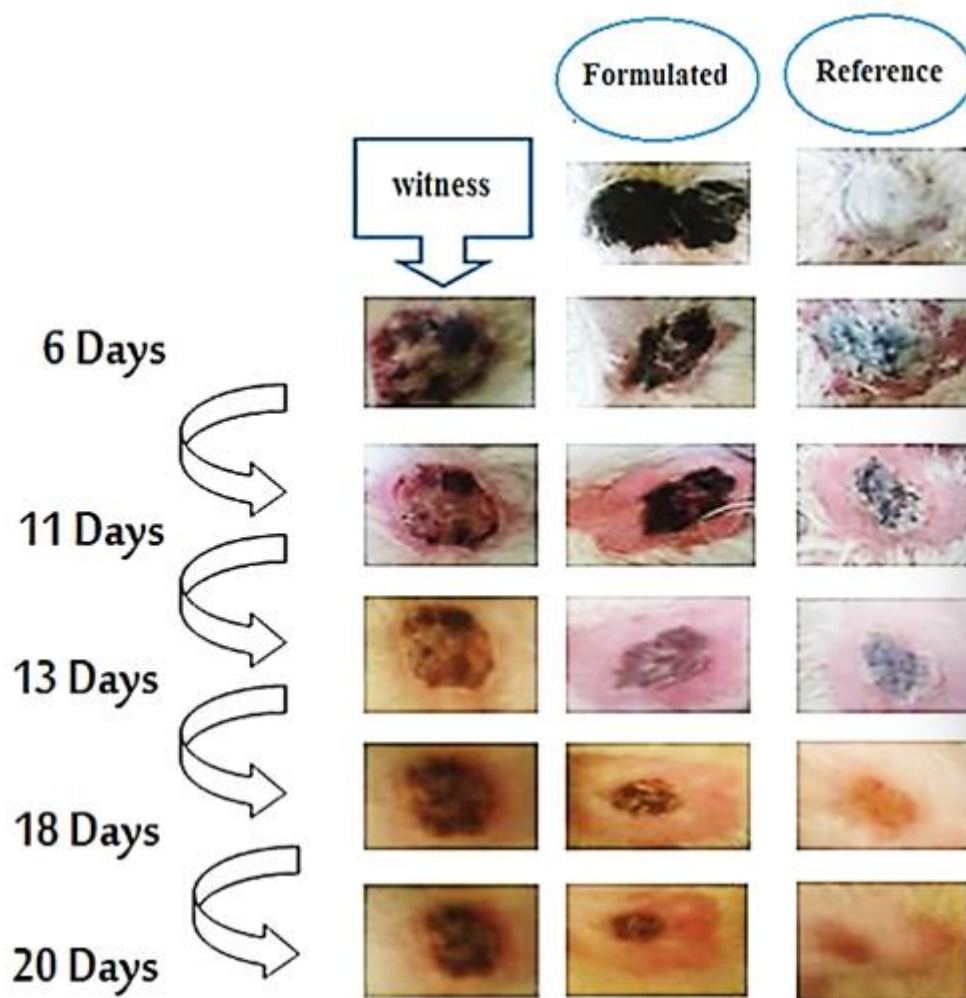 Formulated
Reference
witness
6 Days
11 Days
13 Days
18 Days
20 Days